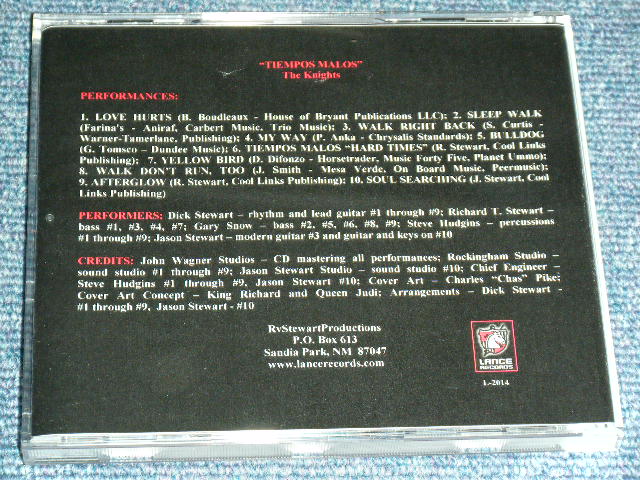 "TIEMPOS MALOS"
The Knights
PERFORMANCES:
1. LOVE HURTS (B. Boudleaux - House of Bryant Publications LLC); 2. SLEEP WALK
(Farina's - Aniraf, Carbert Music, Trio Music); 3. WALK RIGHT BACK (S. Curtis -
Warner-Tamerlane, Publishing); 4. MY WAY (P. Anka - Chrysalis Standards); 5. BULLDOG
(G. Tomsco – Dundee Music); 6. TIEMPOS MALOS "HARD TIMES" (R. Stewart, Cool Links
Publishing); 7. YELLOW BIRD (D. Difonzo - Horsetrader, Music Forty Five, Planet Ummo);
8. WALK DON'T RUN, TOO (J. Smith - Mesa Verde, On Board Music, Peermusic);
9. AFTERGLOW (R. Stewart, Cool Links Publishing); 10. SOUL SEARCHING (J. Stewart, Cool
Links Publishing)
PERFORMERS: Dick Stewart – rhythm and lead guitar #1 through #9; Richard T. Stewart –
bass #1, #3, #4, #7; Gary Snow – bass #2, #5, #6, #8, #9; Steve Hudgins – percussions
#1 through #9; Jason Stewart – modern guitar #3 and guitar and keys on #10
CREDITS: John Wagner Studios – CD mastering all performances; Rockingham Studio –
sound studio #1 through #9; Jason Stewart Studio – sound studio #10; Chief Engineer –
Steve Hudgins #1 through #9, Jason Stewart #10; Cover Art – Charles "Chas" Pike;
Cover Art Concept – King Richard and Queen Judi; Arrangements – Dick Stewart -
#1 through #9, Jason Stewart - #10
RvStewartProductions
P.O. Box 613
Sandia Park, NM 87047
www.lancerecords.com
LANCE
RECORDS
L-2014